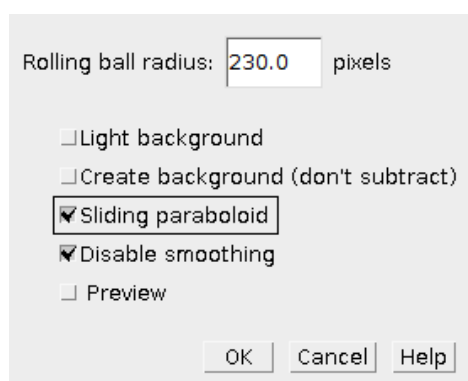 Rolling ball radius: 230.0 pixels
Light background
Create background (don't subtract)
Sliding paraboloid
Disable smoothing
Preview
OK Cancel Help